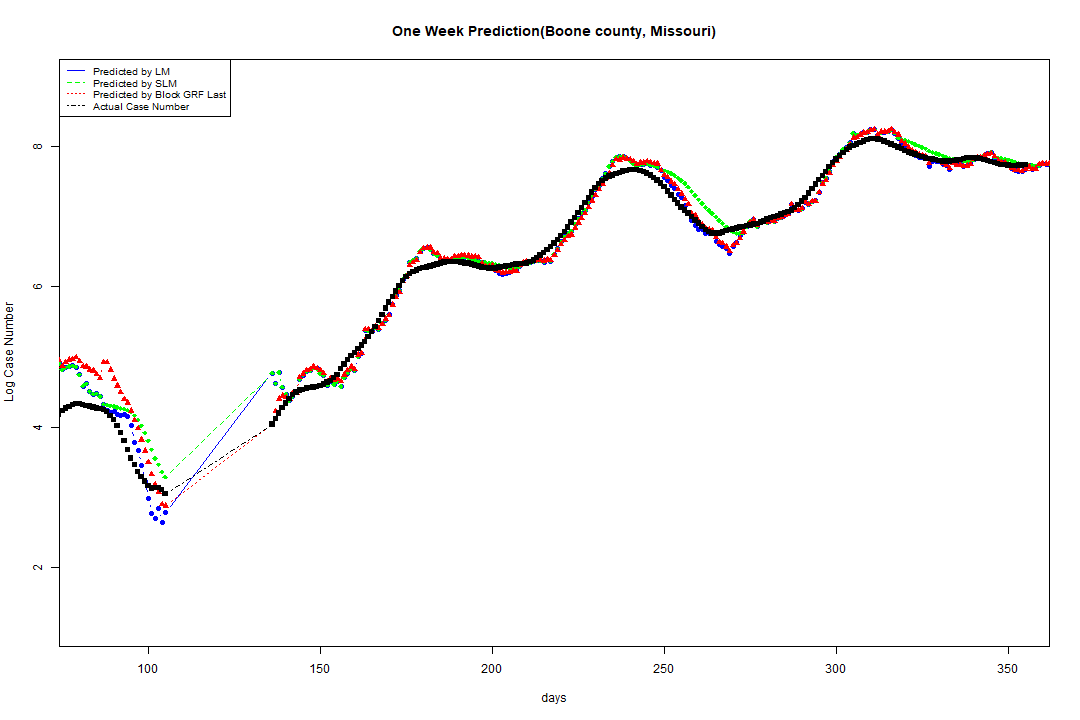 One Week Prediction(Boone county, Missouri)
Predicted by LM
Predicted by SLM
Predicted by Block GRF Last
Actual Case Number
8
6
4
2
Log Case Number
100 150 200 250 300 350
days